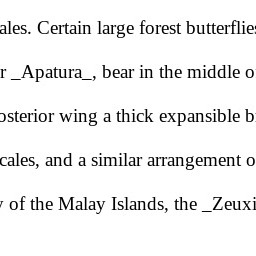 ales. Certain large forest butterflies
r _Apatura_, bear in the middle o
osterior wing a thick expansible b
cales, and a similar arrangement o
y of the Malay Islands, the _Zeuxi